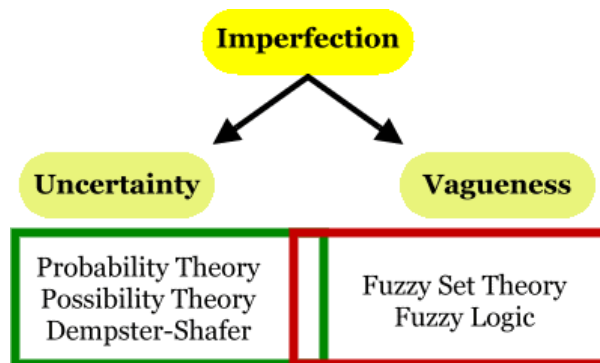 Imperfection
Uncertainty
Vagueness
Probability Theory
Possibility Theory
Dempster-Shafer
Fuzzy Set Theory
Fuzzy Logic